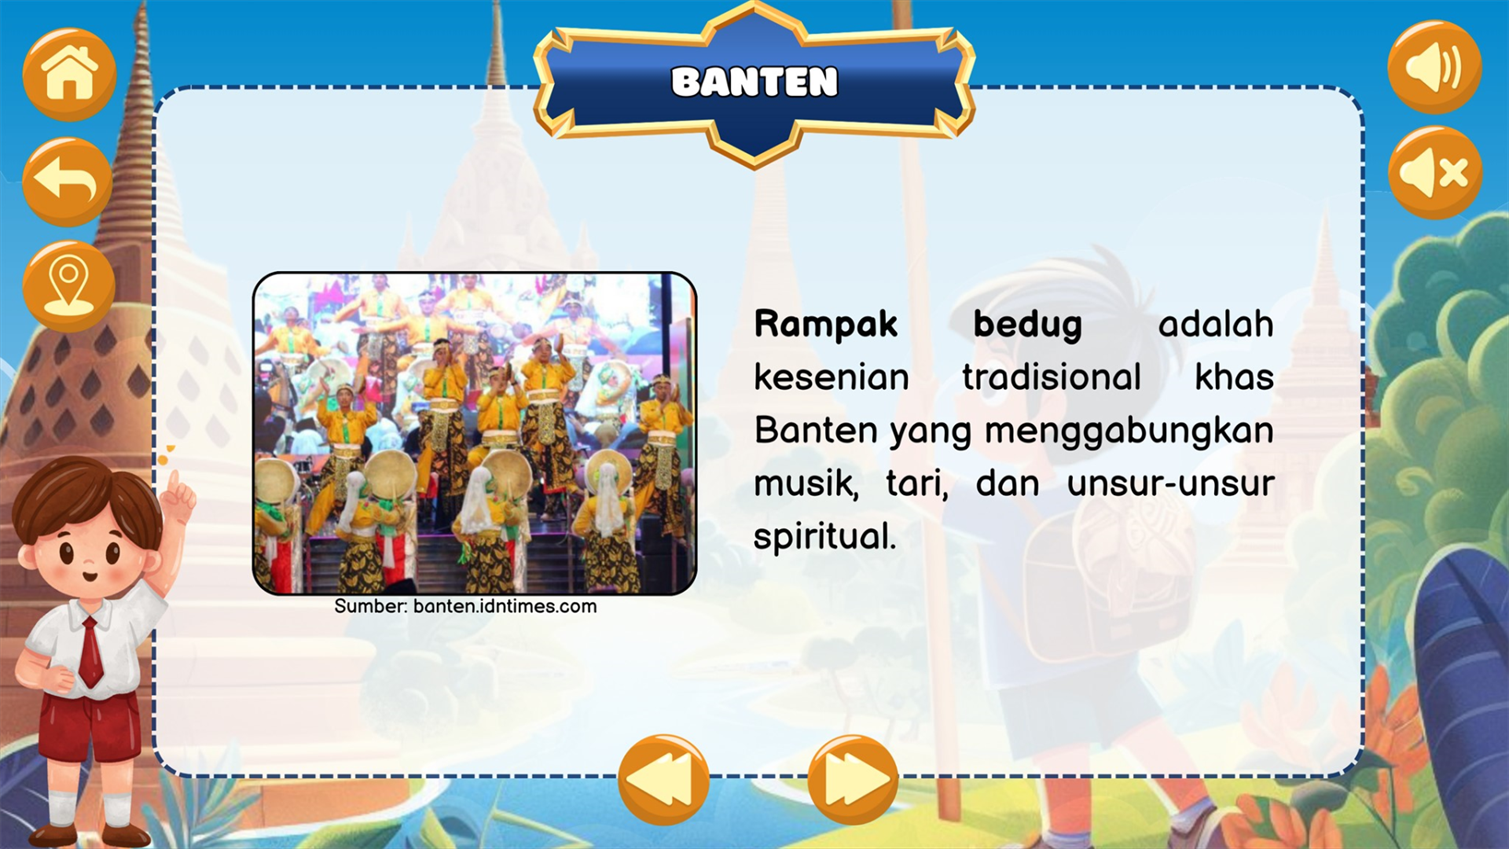 BANTEN
Rampak bedug adalah
kesenian tradisional khas
Banten yang menggabungkan
musik, tari, dan unsur-unsur
spiritual.
Sumber: banten.idntimes.com